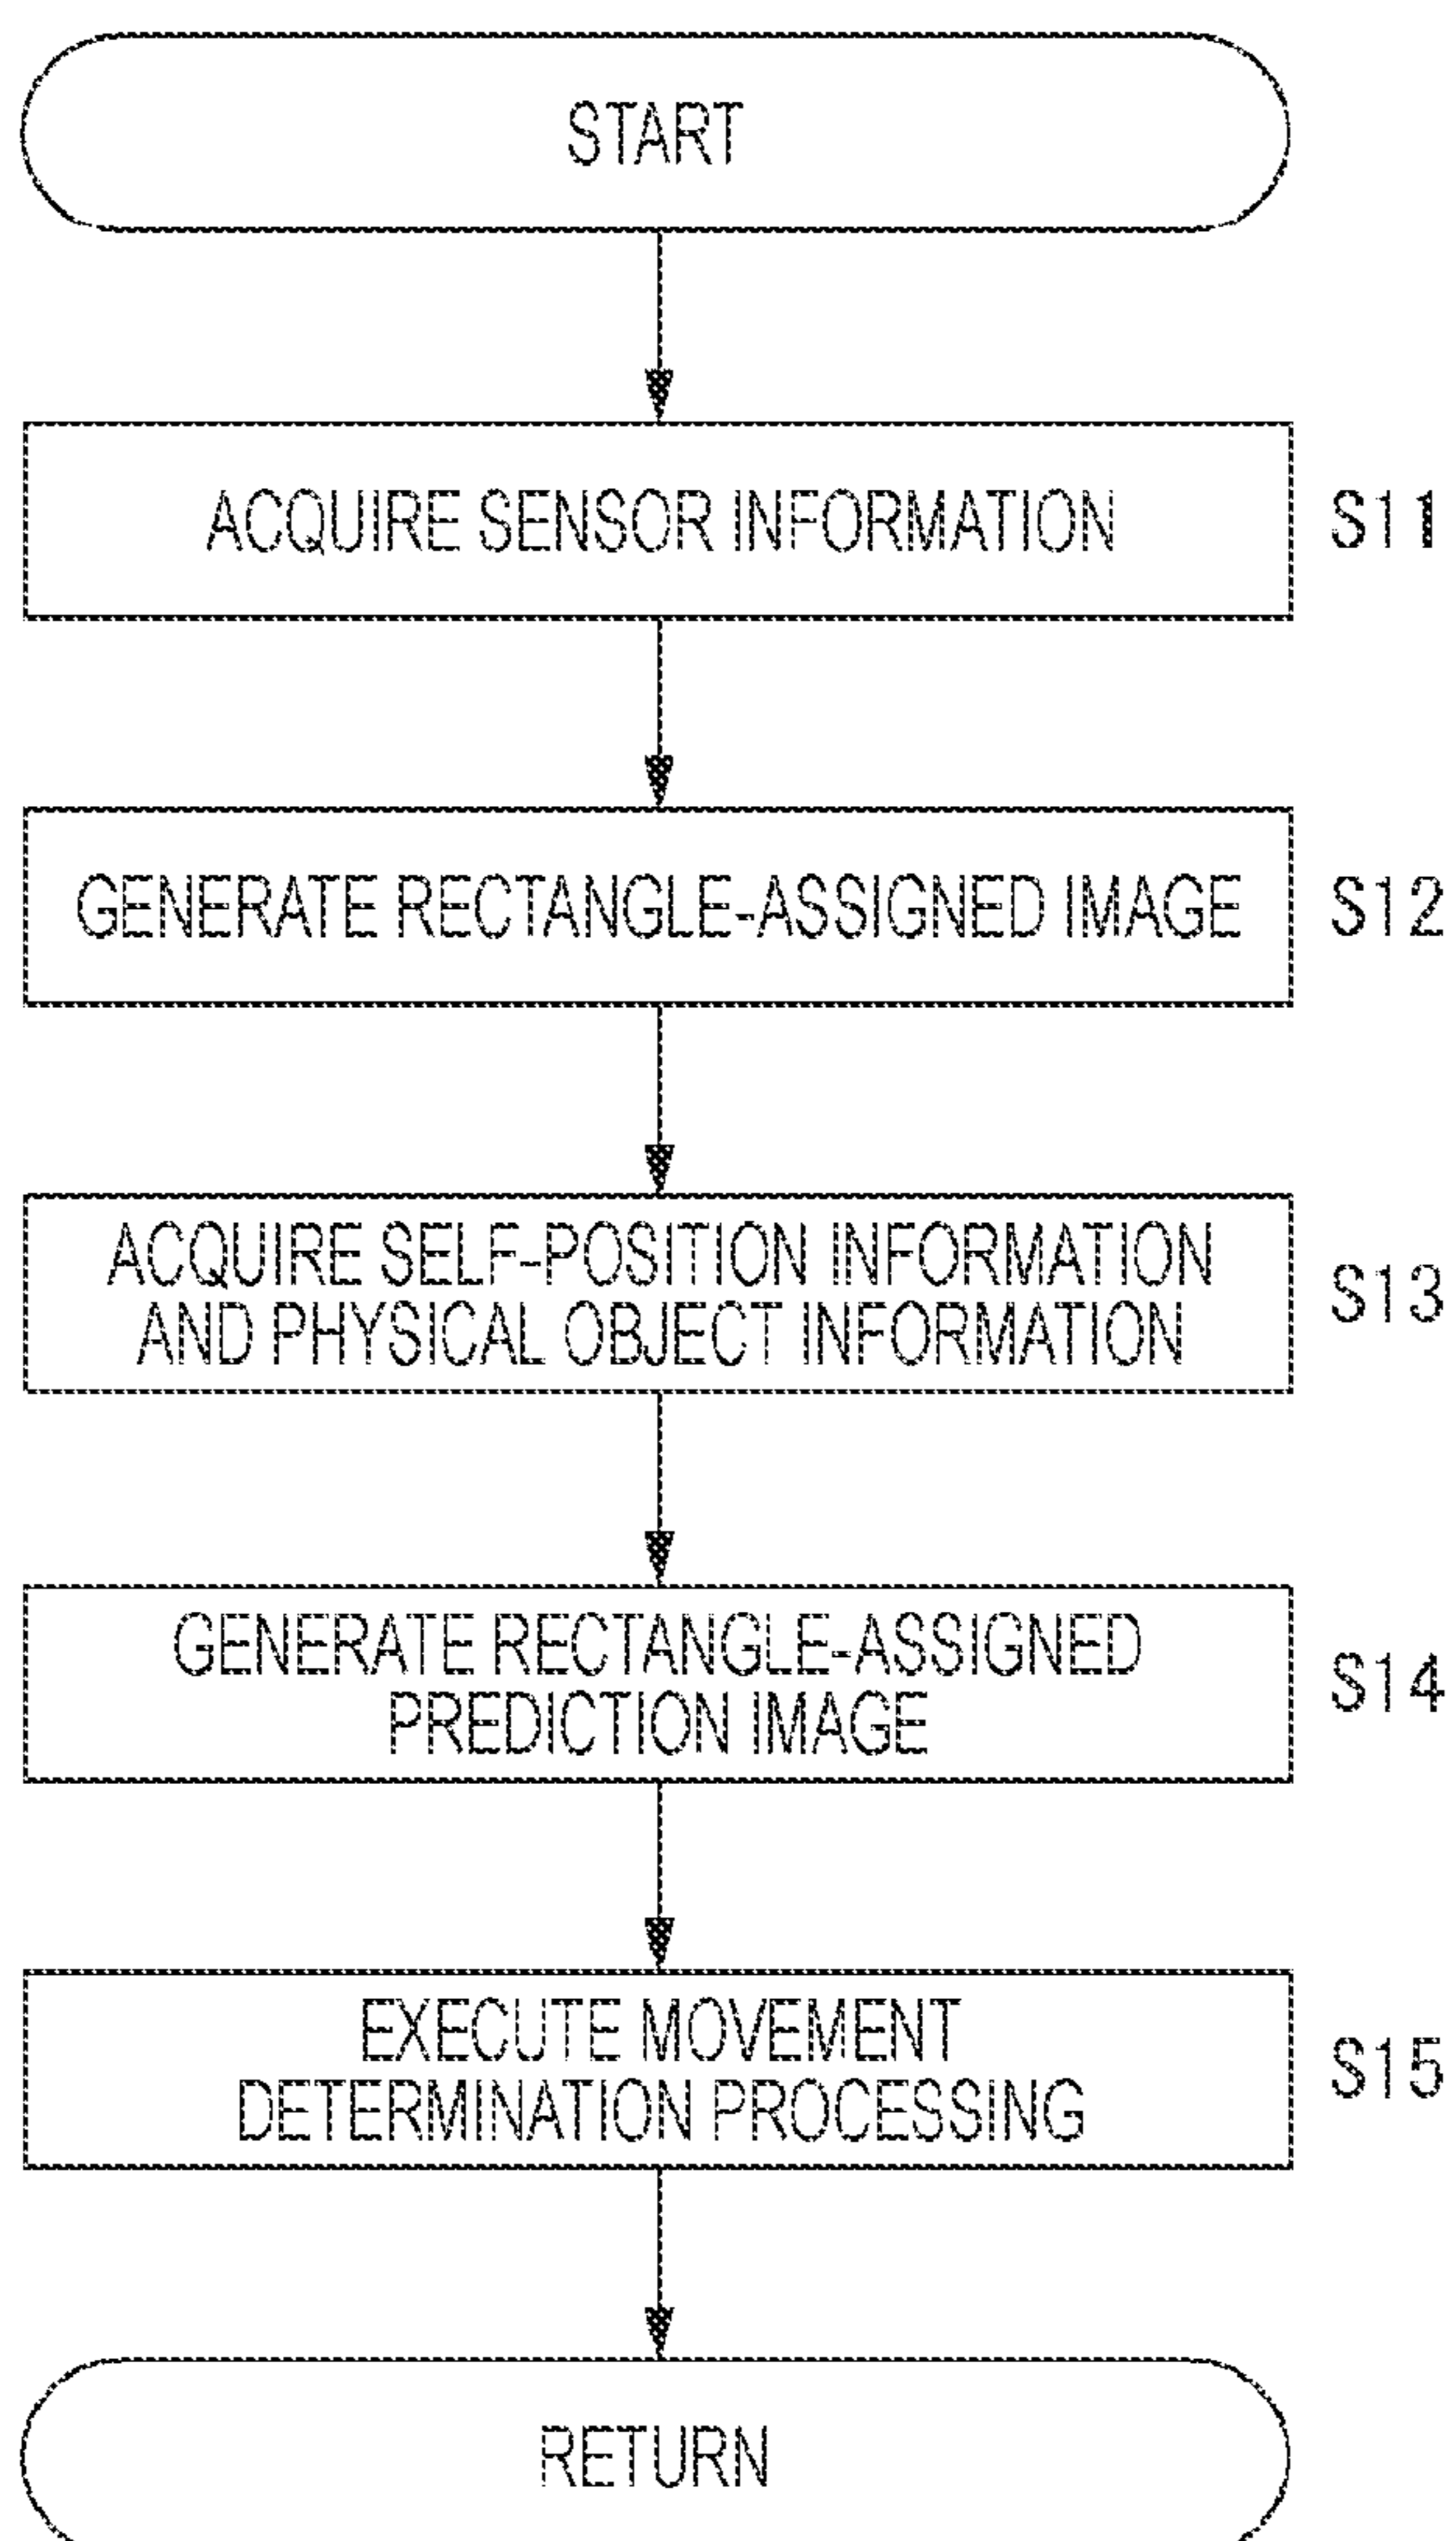 START
ACQUIRE SENSOR INFORMATION
S11
GENERATE RECTANGLE-ASSIGNED IMAGE
S12
ACQUIRE SELF-POSITION INFORMATION
AND PHYSICAL OBJECT INFORMATION
S13
GENERATE RECTANGLE-ASSIGNED
PREDICTION IMAGE
S14
EXECUTE MOVEMENT
DETERMINATION PROCESSING
S15
RETURN